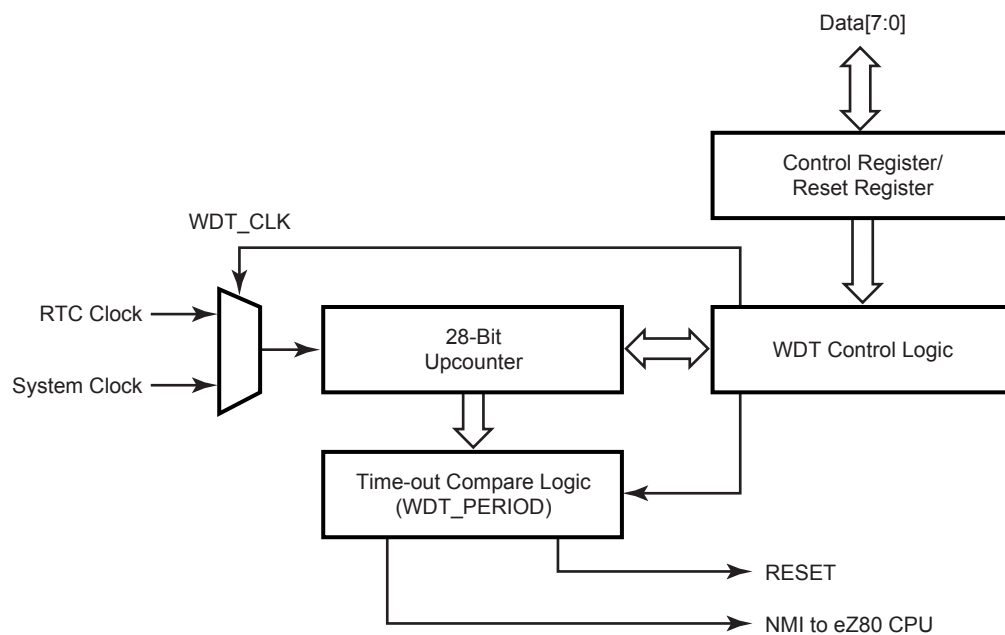 Data[7:0]
Control Register/
Reset Register
WDT_CLK
RTC Clock
28-Bit
Upcounter
WDT Control Logic
System Clock
Time-out Compare Logic
(WDT_PERIOD)
RESET
NMI to eZ80 CPU